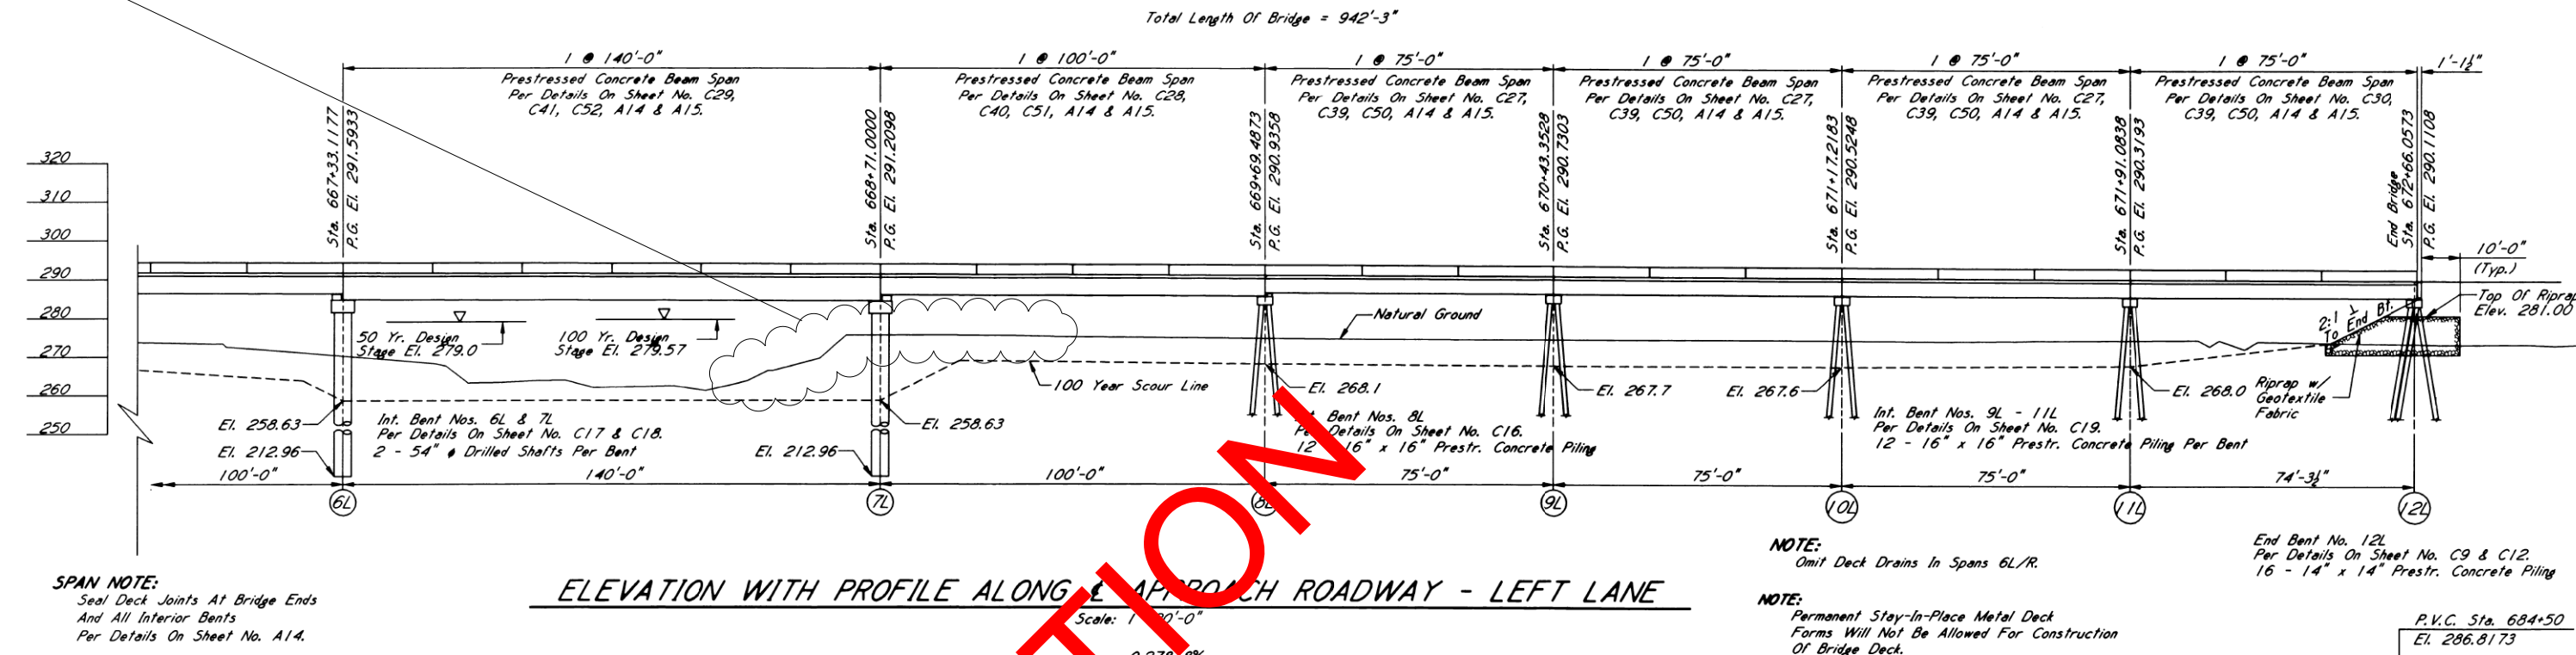 Total Length Of Bridge = 942'-3"
1 @ 140'-0"
Prestressed Concrete Beam Span
Per Details On Sheet No. C29,
C41, C52, A14 & A15.
1 @ 100'-0"
Prestressed Concrete Beam Span
Per Details On Sheet No. C28,
C40, C51, A14 & A15.
1 @ 75'-0"
Prestressed Concrete Beam Span
Per Details On Sheet No. C27,
C39, C50, A14 & A15.
1 @ 75'-0"
Prestressed Concrete Beam Span
Per Details On Sheet No. C27,
C39, C50, A14 & A15.
1 @ 75'-0"
Prestressed Concrete Beam Span
Per Details On Sheet No. C27,
C39, C50, A14 & A15.
1 @ 75'-0"
Prestressed Concrete Beam Span
Per Details On Sheet No. C30,
C39, C50, A14 & A15.
1'-1½"
Sta. 667+33.1177
P.G. El. 291.5933
Sta. 668+71.0000
P.G. El. 291.2098
Sta. 669+69.4873
P.G. El. 290.9358
Sta. 670+43.3528
P.G. El. 290.7303
Sta. 671+17.2183
P.G. El. 290.5248
Sta. 671+91.0838
P.G. El. 290.3193
End Bridge
Sta. 672+66.0573
P.G. El. 290.1108
320
310
300
290
280
270
260
250
10'-0"
(Typ.)
Top Of Riprap
Elev. 281.00
2:1 ⊥
To End Bt.
50 Yr. Design
Stage El. 279.0
100 Yr. Design
Stage El. 279.57
Natural Ground
100 Year Scour Line
El. 268.1
El. 267.7
El. 267.6
El. 268.0
Riprap w/
Geotextile
Fabric
El. 258.63
El. 212.96
Int. Bent Nos. 6L & 7L
Per Details On Sheet No. C17 & C18.
2 - 54" ϕ Drilled Shafts Per Bent
El. 258.63
El. 212.96
Bent Nos. 8L
Per Details On Sheet No. C16.
12 16" x 16" Prestr. Concrete Piling
Int. Bent Nos. 9L - 11L
Per Details On Sheet No. C19.
12 - 16" x 16" Prestr. Concrete Piling Per Bent
100'-0"
140'-0"
100'-0"
75'-0"
75'-0"
75'-0"
74'-3½"
6L
7L
8L
9L
10L
11L
12L
SPAN NOTE:
Seal Deck Joints At Bridge Ends
And All Interior Bents
Per Details On Sheet No. A14.
ELEVATION WITH PROFILE ALONG ℄ APPROACH ROADWAY - LEFT LANE
Scale:
TION
NOTE:
Omit Deck Drains In Spans 6L/R.
NOTE:
Permanent Stay-In-Place Metal Deck
Forms Will Not Be Allowed For Construction
Of Bridge Deck.
End Bent No. 12L
Per Details On Sheet No. C9 & C12.
16 - 14" x 14" Prestr. Concrete Piling
P.V.C. Sta. 684+50
El. 286.8173